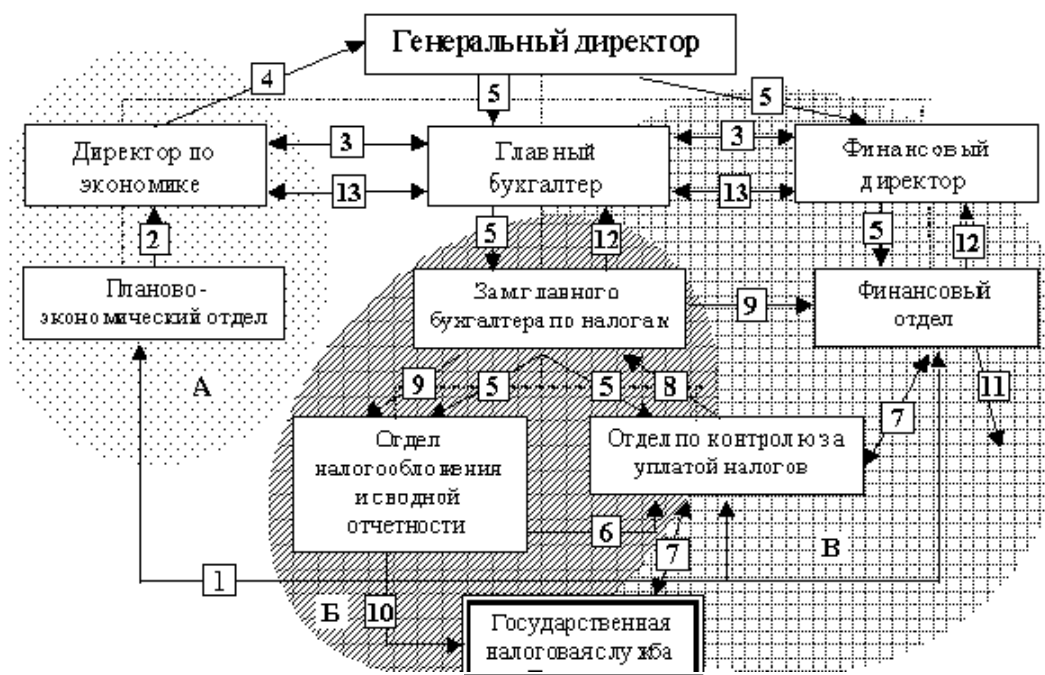 Генеральный директор
4
5
5
Директор по
экономике
3
Главный
бухгалтер
3
Финансовый
директор
13
13
2
5
12
5
12
Планово-
экономический отдел
Зам главного
бухгалтера по налогам
9
Финансовый
отдел
А
9
5
5
8
11
7
Отдел
налогообложения
и сводной
отчетности
Отдел по контролю за
уплатой налогов
6
7
В
1
Б
10
Государственная
налоговая служба